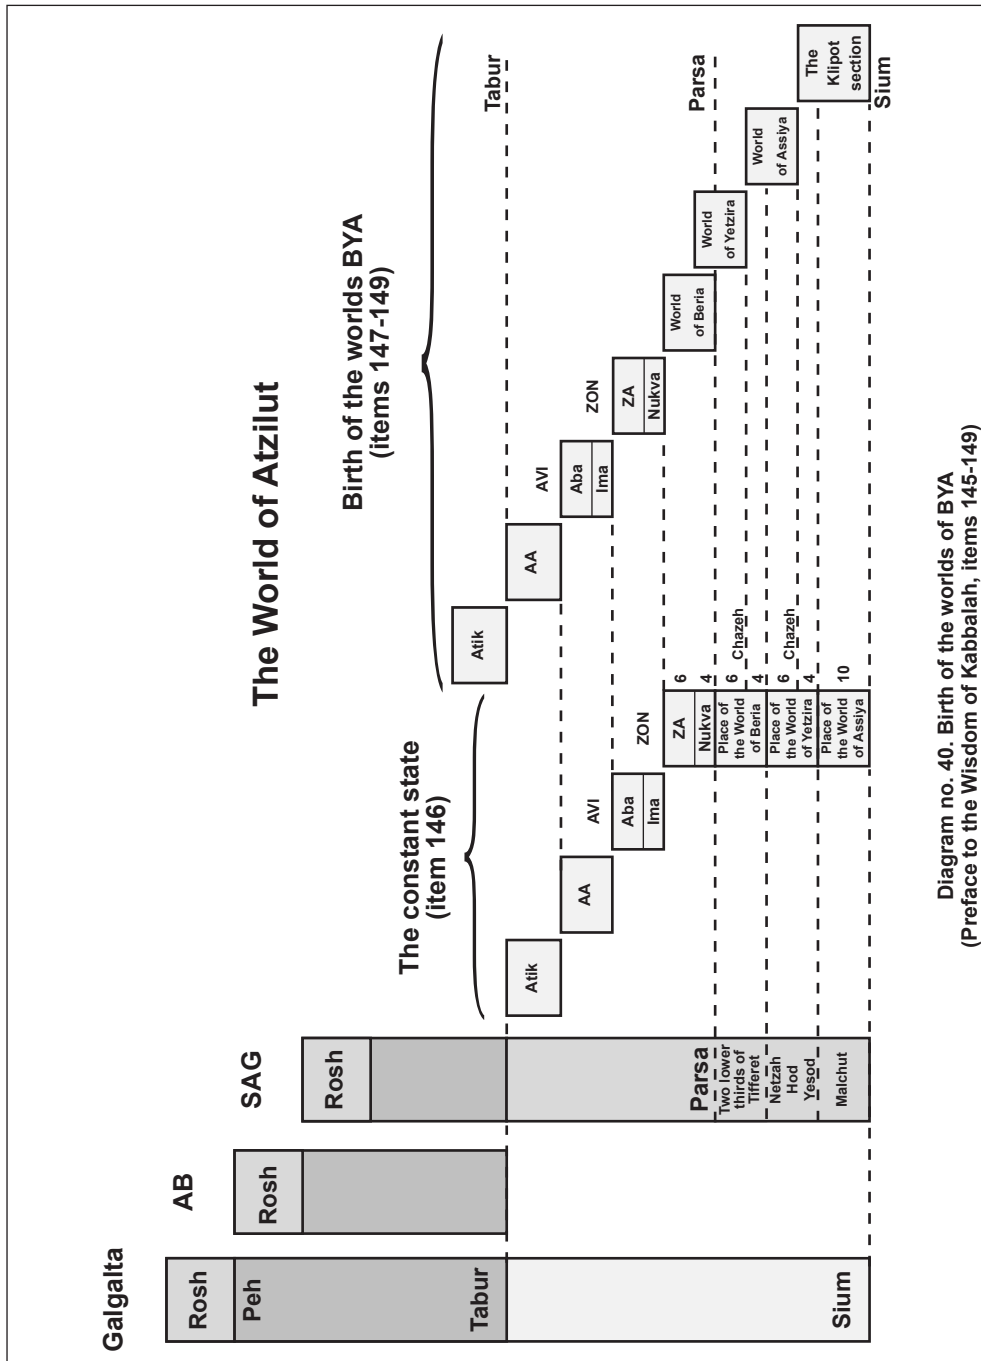 The World of Atzilut
Galgalta
Rosh
Peh
Tabur
Sium
AB
Rosh
SAG
Rosh
Parsa
Two lower
thirds of
Tifferet
Netzah
Hod
Yesod
Malchut
The constant state
(item 146)
Atik
AA
AVI
Aba
Ima
ZON
ZA
Nukva
Place of
the World
of Beria
Place of
the World
of Yetzira
Place of
the World
of Assiya
6
4
6
4
6
4
10
Chazeh
Chazeh
Birth of the worlds BYA
(items 147-149)
Atik
AA
AVI
Aba
Ima
ZON
ZA
Nukva
World
of Beria
World
of Yetzira
World
of Assiya
The
Klipot
section
Tabur
Parsa
Sium
Diagram no. 40. Birth of the worlds of BYA
(Preface to the Wisdom of Kabbalah, items 145-149)